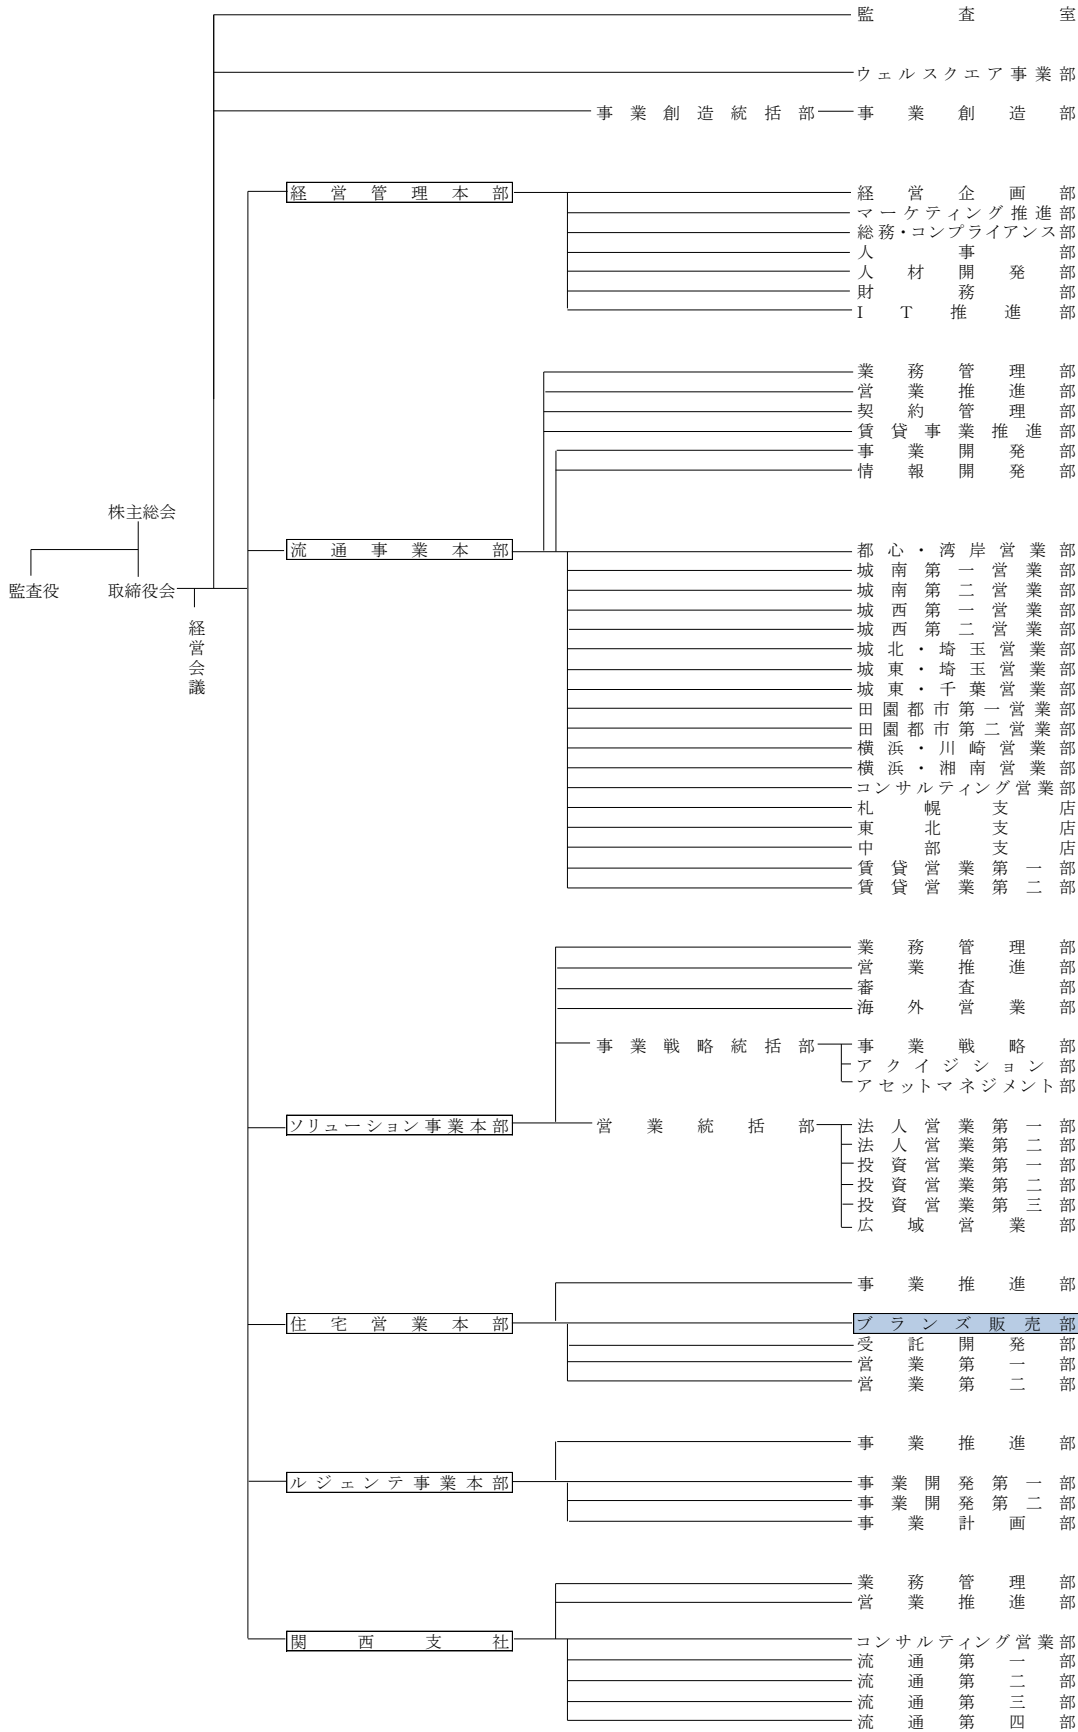 監査室
ウェルスクエア事業部
事業創造統括部 事業創造部
経営管理本部 経営企画部
マーケティング推進部
総務・コンプライアンス部
人事部
人材開発部
財務部
IT推進部
業務管理部
営業推進部
契約管理部
賃貸事業推進部
事業開発部
情報開発部
株主総会
流通事業本部 都心・湾岸営業部
城南第一営業部
監査役 取締役会 城南第二営業部
経営会議
城西第一営業部
城西第二営業部
城北・埼玉営業部
城東・埼玉営業部
城東・千葉営業部
田園都市第一営業部
田園都市第二営業部
横浜・川崎営業部
横浜・湘南営業部
コンサルティング営業部
札幌支店
東北支店
中部支店
賃貸営業第一部
賃貸営業第二部
業務管理部
営業推進部
審査部
海外営業部
事業戦略統括部 事業戦略部
アクイジション部
アセットマネジメント部
ソリューション事業本部 営業統括部 法人営業第一部
法人営業第二部
投資営業第一部
投資営業第二部
投資営業第三部
広域営業部
事業推進部
住宅営業本部 ブランズ販売部
受託開発部
営業第一部
営業第二部
事業推進部
ルジェンテ事業本部 事業開発第一部
事業開発第二部
事業計画部
業務管理部
営業推進部
関西支社 コンサルティング営業部
流通第一部
流通第二部
流通第三部
流通第四部